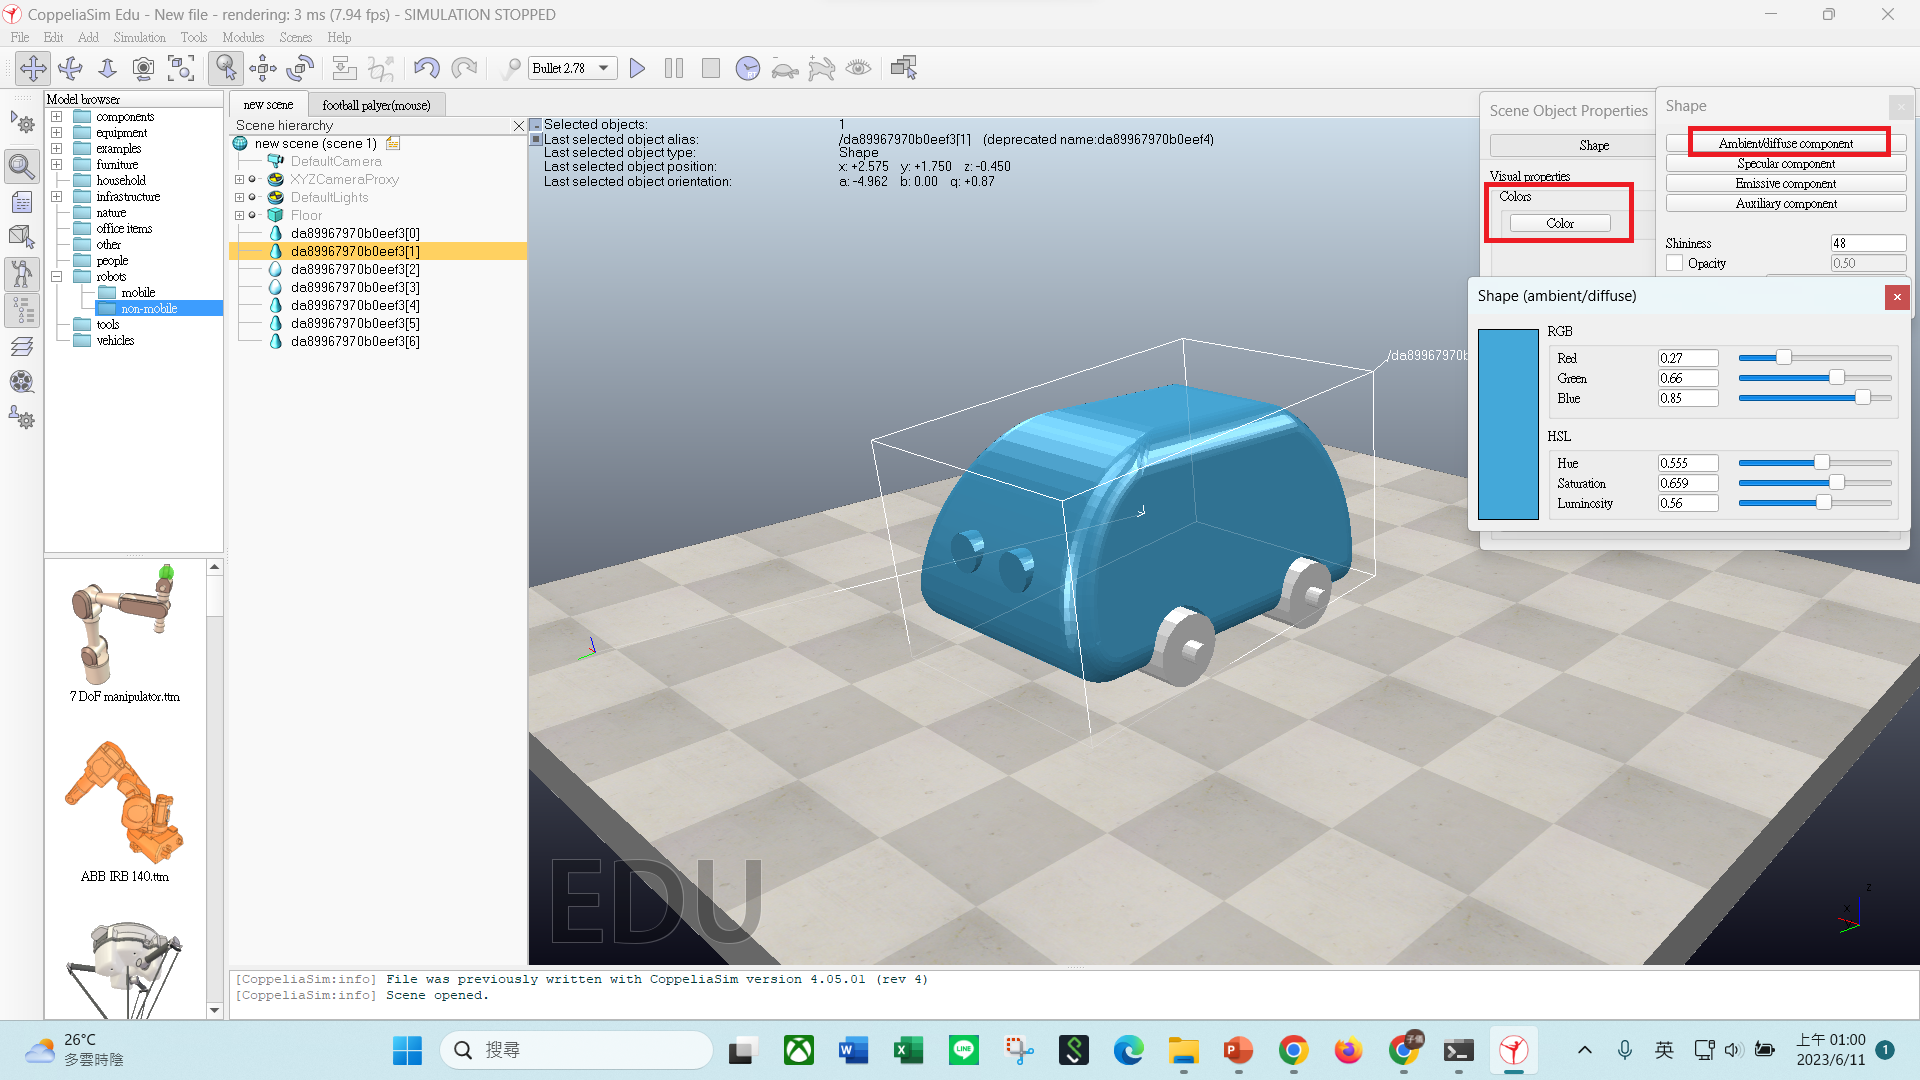 CoppeliaSim Edu - New file - rendering: 3 ms (7.94 fps) - SIMULATION STOPPED
File Edit Add Simulation Tools Modules Scenes Help
Bullet 2.78
Model browser
components
equipment
examples
furniture
household
infrastructure
nature
office items
other
people
robots
mobile
non-mobile
tools
vehicles
7 DoF manipulator.ttm
ABB IRB 140.ttm
new scene
football palyer(mouse)
Scene hierarchy
new scene (scene 1)
DefaultCamera
XYZCameraProxy
DefaultLights
Floor
da89967970b0eef3[0]
da89967970b0eef3[1]
da89967970b0eef3[2]
da89967970b0eef3[3]
da89967970b0eef3[4]
da89967970b0eef3[5]
da89967970b0eef3[6]
Selected objects: 1
Last selected object alias: /da89967970b0eef3[1] (deprecated name:da89967970b0eef4)
Last selected object type: Shape
Last selected object position: x: +2.575 y: +1.750 z: -0.450
Last selected object orientation: a: -4.962 b: 0.00 q: +0.87
/da89967970b
EDU
z
x
Scene Object Properties
Shape
Visual properties
Colors
Color
Shape
Ambient/diffuse component
Specular component
Emissive component
Auxiliary component
Shininess 48
Opacity 0.50
Shape (ambient/diffuse)
RGB
Red 0.27
Green 0.66
Blue 0.85
HSL
Hue 0.555
Saturation 0.659
Luminosity 0.56
[CoppeliaSim:info] File was previously written with CoppeliaSim version 4.05.01 (rev 4)
[CoppeliaSim:info] Scene opened.
26°C
多雲時陰
搜尋
英
上午 01:00
2023/6/11
1